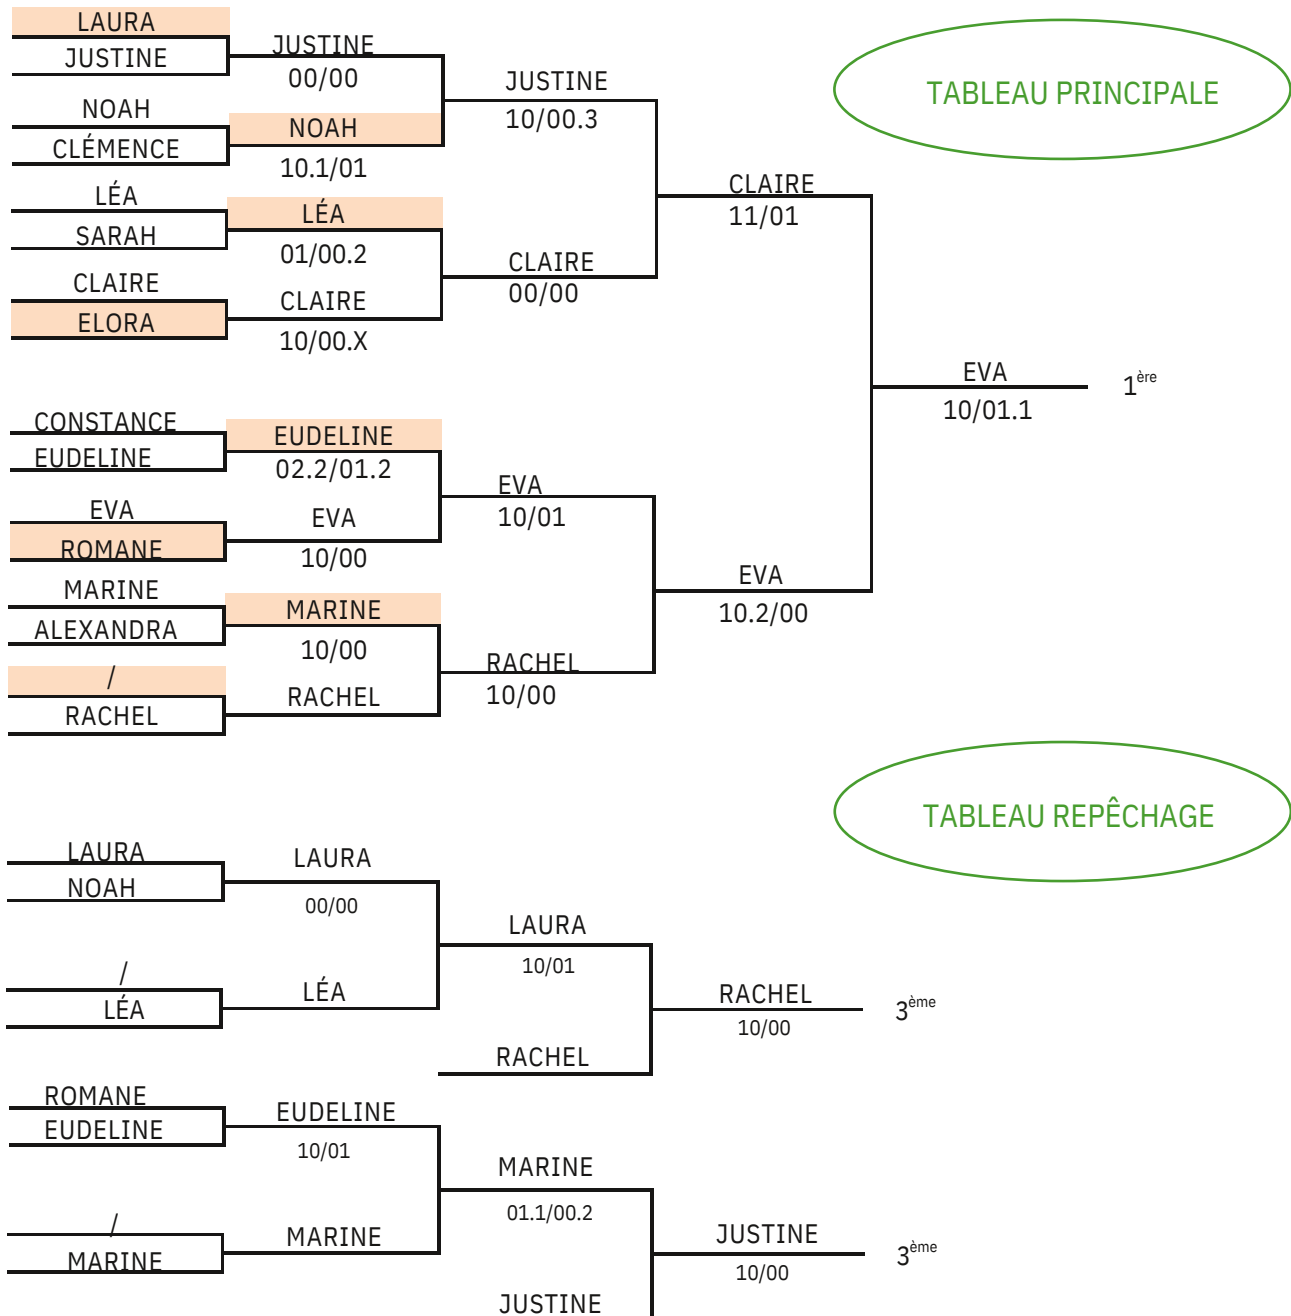 LAURA
JUSTINE
NOAH
CLÉMENCE
LÉA
SARAH
CLAIRE
ELORA
JUSTINE
00/00
NOAH
10.1/01
LÉA
01/00.2
CLAIRE
10/00.X
JUSTINE
10/00.3
CLAIRE
00/00
CLAIRE
11/01
TABLEAU PRINCIPALE
EVA
10/01.1
1ère
CONSTANCE
EUDELINE
EVA
ROMANE
MARINE
ALEXANDRA
/
RACHEL
EUDELINE
02.2/01.2
EVA
10/00
MARINE
10/00
RACHEL
EVA
10/01
RACHEL
10/00
EVA
10.2/00
TABLEAU REPÊCHAGE
LAURA
NOAH
/
LÉA
LAURA
00/00
LÉA
LAURA
10/01
RACHEL
RACHEL
10/00
3ème
ROMANE
EUDELINE
/
MARINE
EUDELINE
10/01
MARINE
MARINE
01.1/00.2
JUSTINE
JUSTINE
10/00
3ème